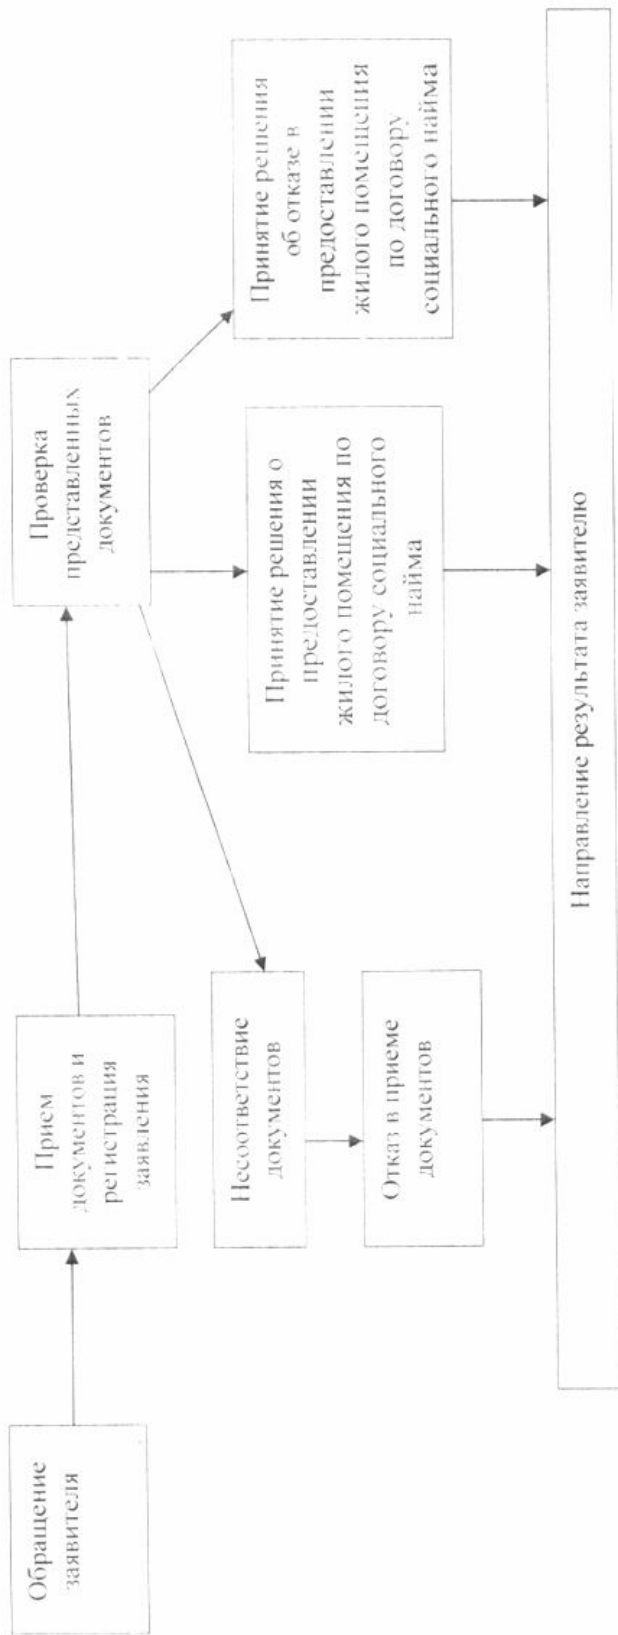 Обращение
заявителя
Прием
документов и
регистрация
заявления
Проверка
представленных
документов
Несоответствие
документов
Отказ в приеме
документов
Принятие решения о
предоставлении
жилого помещения по
договору социального
найма
Принятие решения
об отказе в
предоставлении
жилого помещения
по договору
социального найма
Направление результата заявителю